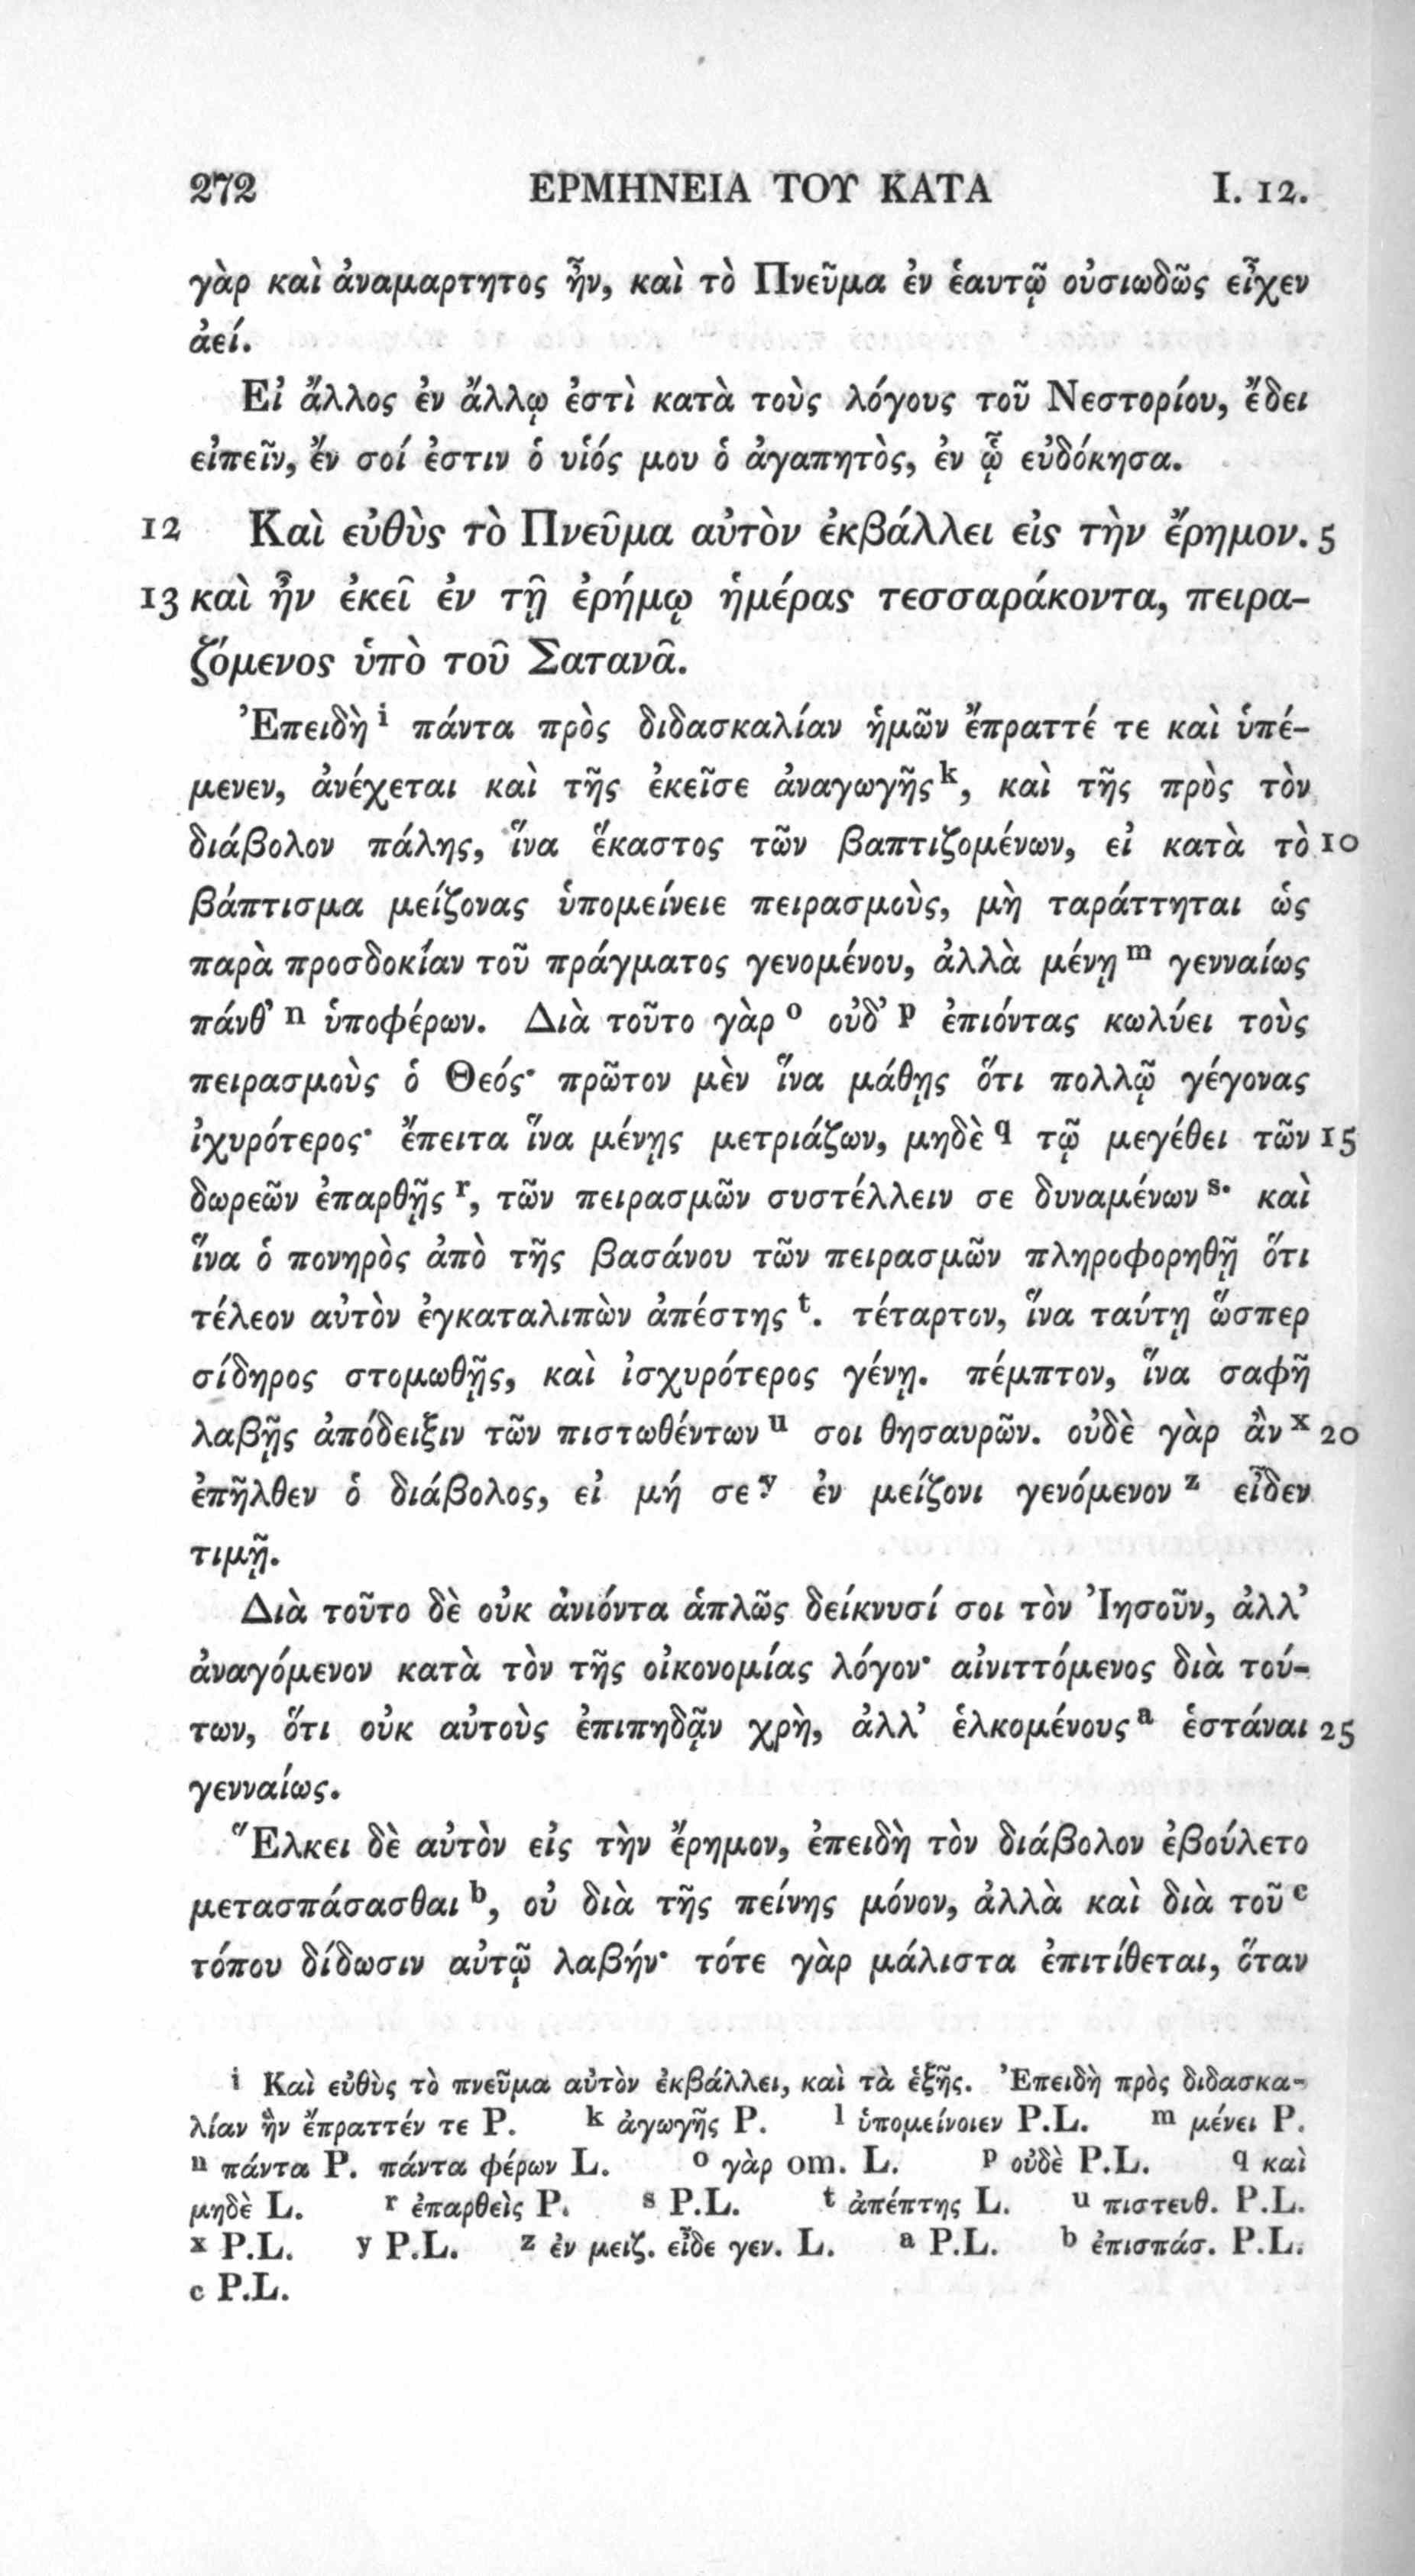 272 ΕΡΜΗΝΕΙΑ ΤΟΥ ΚΑΤΑ I. 12.
γὰρ καὶ ἀναμαρτητος ἦν, καὶ τὸ Πνεῦμα ἐν ἑαυτῷ οὐσιωδῶς εἶχεν
ἀεί.
Εἰ ἄλλος ἐν ἄλλῳ ἐστὶ κατὰ τοὺς λόγους τοῦ Νεστορίου, ἔδει
εἰπεῖν, ἔν σοί ἐστιν ὁ υἱός μου ὁ ἀγαπητὸς, ἐν ᾧ εὐδόκησα.
12 Καὶ εὐθὺς τὸ Πνεῦμα αὐτὸν ἐκβάλλει εἰς τὴν ἔρημον. 5
13 καὶ ἦν ἐκεῖ ἐν τῇ ἐρήμῳ ἡμέρας τεσσαράκοντα, πειρα-
ζόμενος ὑπὸ τοῦ Σατανᾶ.
Ἐπειδὴ i πάντα πρὸς διδασκαλίαν ἡμῶν ἔπραττέ τε καὶ ὑπέ-
μενεν, ἀνέχεται καὶ τῆς ἐκεῖσε ἀναγωγῆς k, καὶ τῆς πρὸς τὸν
διάβολον πάλης, ἵνα ἕκαστος τῶν βαπτιζομένων, εἰ κατὰ τὸ 10
βάπτισμα μείζονας ὑπομείνειε πειρασμοὺς, μὴ ταράττηται ὡς
παρὰ προσδοκίαν τοῦ πράγματος γενομένου, ἀλλὰ μένῃ m γενναίως
πάνθ’ n ὑποφέρων. Διὰ τοῦτο γὰρ o οὐδ’ p ἐπιόντας κωλύει τοὺς
πειρασμοὺς ὁ Θεός· πρῶτον μὲν ἵνα μάθῃς ὅτι πολλῷ γέγονας
ἰχυρότερος· ἔπειτα ἵνα μένῃς μετριάζων, μηδὲ q τῷ μεγέθει τῶν 15
δωρεῶν ἐπαρθῇς r, τῶν πειρασμῶν συστέλλειν σε δυναμένων s· καὶ
ἵνα ὁ πονηρὸς ἀπὸ τῆς βασάνου τῶν πειρασμῶν πληροφορηθῇ ὅτι
τέλεον αὐτὸν ἐγκαταλιπὼν ἀπέστης t. τέταρτον, ἵνα ταύτῃ ὥσπερ
σίδηρος στομωθῇς, καὶ ἰσχυρότερος γένῃ. πέμπτον, ἵνα σαφῆ
λαβῇς ἀπόδειξιν τῶν πιστωθέντων u σοι θησαυρῶν. οὐδὲ γὰρ ἂν x 20
ἐπῆλθεν ὁ διάβολος, εἰ μή σε y ἐν μείζονι γενόμενον z εἶδεν
τιμῇ.
Διὰ τοῦτο δὲ οὐκ ἀνιόντα ἁπλῶς δείκνυσί σοι τὸν Ἰησοῦν, ἀλλ’
ἀναγόμενον κατὰ τὸν τῆς οἰκονομίας λόγον· αἰνιττόμενος διὰ τού-
των, ὅτι οὐκ αὐτοὺς ἐπιπηδᾷν χρὴ, ἀλλ’ ἑλκομένους a ἑστάναι 25
γενναίως.
Ἕλκει δὲ αὐτὸν εἰς τὴν ἔρημον, ἐπειδὴ τὸν διάβολον ἐβούλετο
μετασπάσασθαι b, οὐ διὰ τῆς πείνης μόνον, ἀλλὰ καὶ διὰ τοῦ c
τόπου δίδωσιν αὐτῷ λαβήν· τότε γὰρ μάλιστα ἐπιτίθεται, ὅταν
i Καὶ εὐθὺς τὸ πνεῦμα αὐτὸν ἐκβάλλει, καὶ τὰ ἑξῆς. Ἐπειδὴ πρὸς διδασκα-
λίαν ἣν ἔπραττέν τε P. k ἀγωγῆς P. l ὑπομείνοιεν P.L. m μένει P.
n πάντα P. πάντα φέρων L. o γὰρ om. L. p οὐδὲ P.L. q καὶ
μηδὲ L. r ἐπαρθεὶς P. s P.L. t ἀπέπτης L. u πιστευθ. P.L.
x P.L. y P.L. z ἐν μειζ. εἶδε γεν. L. a P.L. b ἐπισπάσ. P.L.
c P.L.